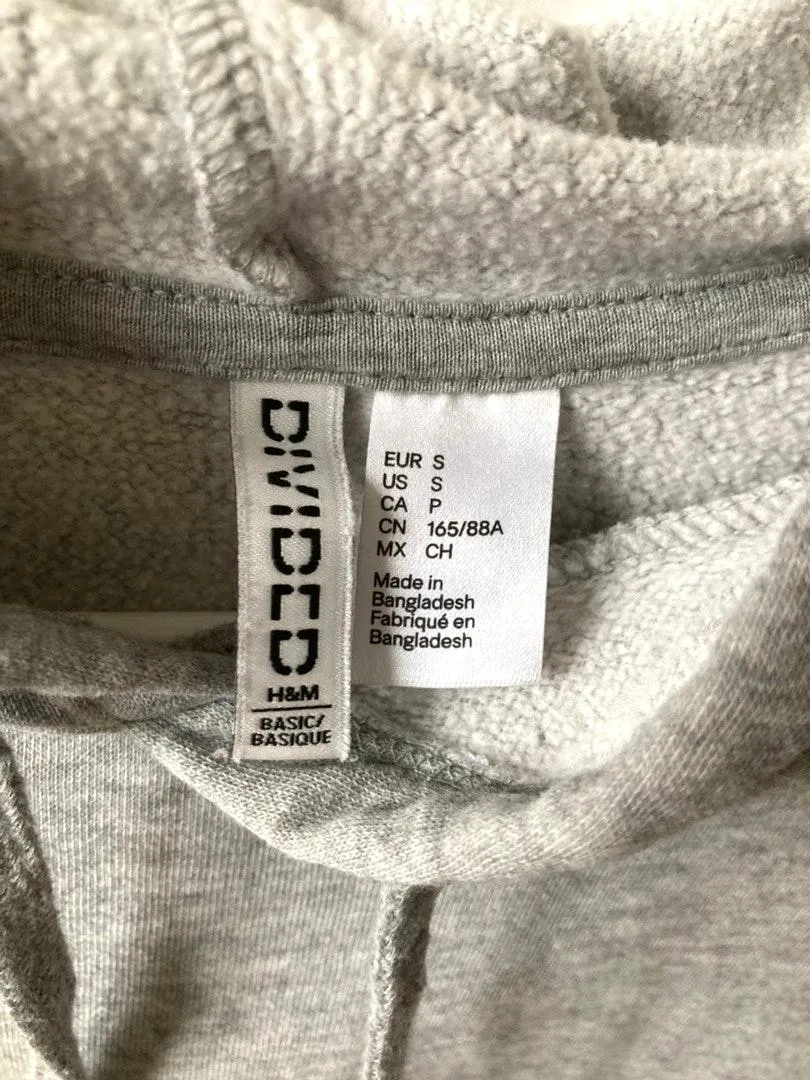 DIVIDED
H&M
BASIC/
BASIQUE
EUR S
US S
CA P
CN 165/88A
MX CH
Made in
Bangladesh
Fabriqué en
Bangladesh